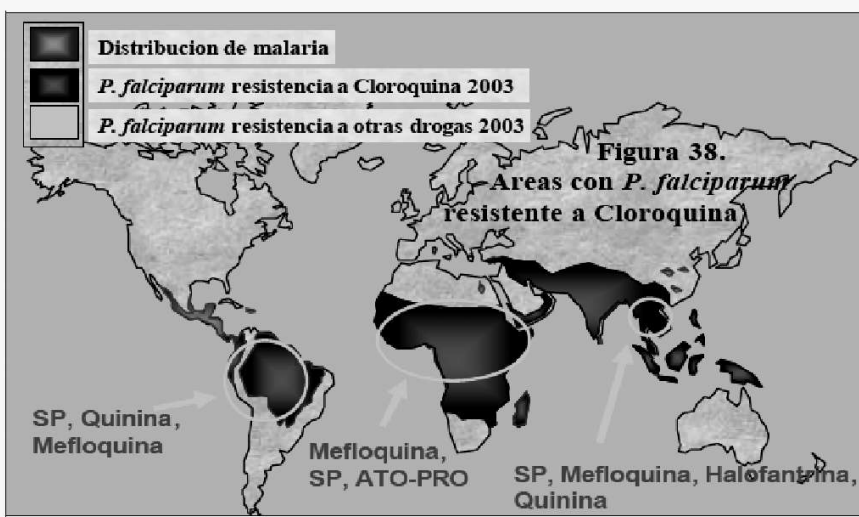 Distribucion de malaria
P. falciparum resistencia a Cloroquina 2003
P. falciparum resistencia a otras drogas 2003
Figura 38.
Areas con P. falciparum
resistente a Cloroquina
SP, Quinina,
Mefloquina
Mefloquina,
SP, ATO-PRO
SP, Mefloquina, Halofantrina,
Quinina